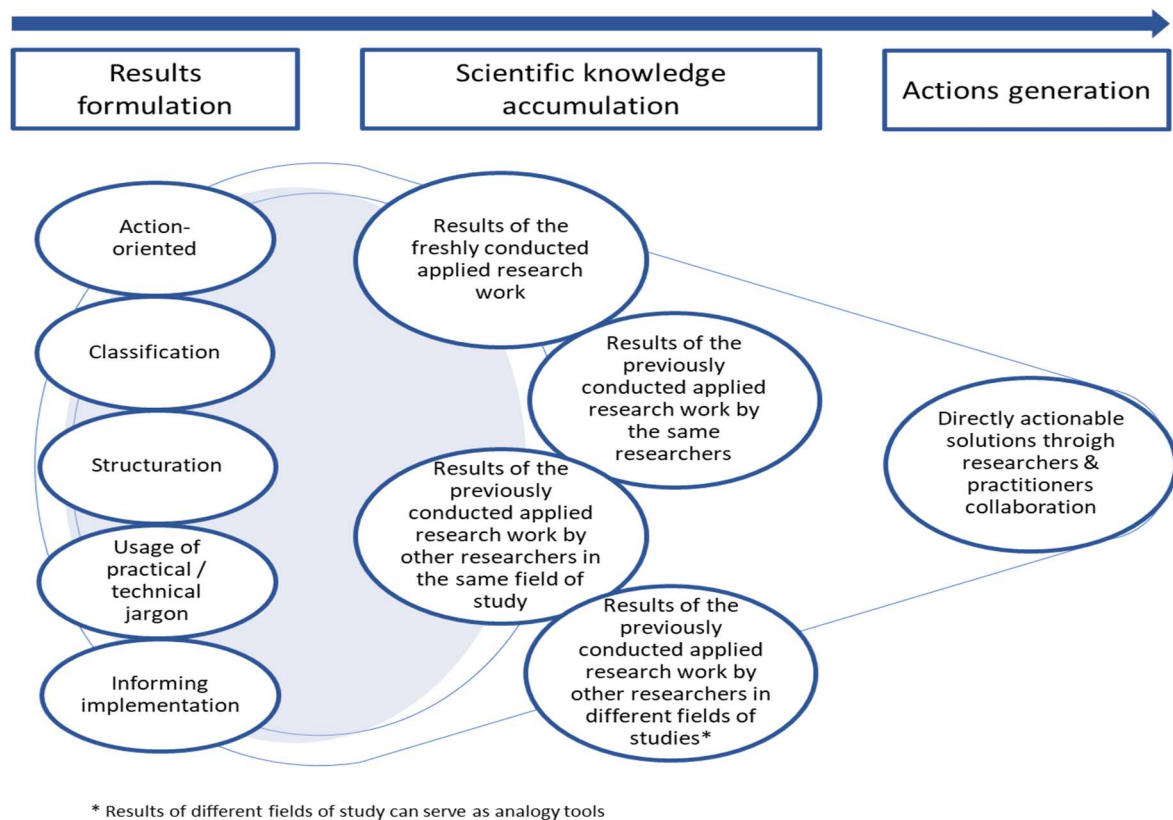 Results
formulation
Scientific knowledge
accumulation
Actions generation
Action-
oriented
Classification
Structuration
Usage of
practical /
technical
jargon
Informing
implementation
Results of the
freshly conducted
applied research
work
Results of the
previously
conducted applied
research work by
the same
researchers
Results of the
previously
conducted applied
research work by
other researchers in
the same field of
study
Results of the
previously
conducted applied
research work by
other researchers in
different fields of
studies*
Directly actionable
solutions throiugh
researchers &
practitioners
collaboration
* Results of different fields of study can serve as analogy tools